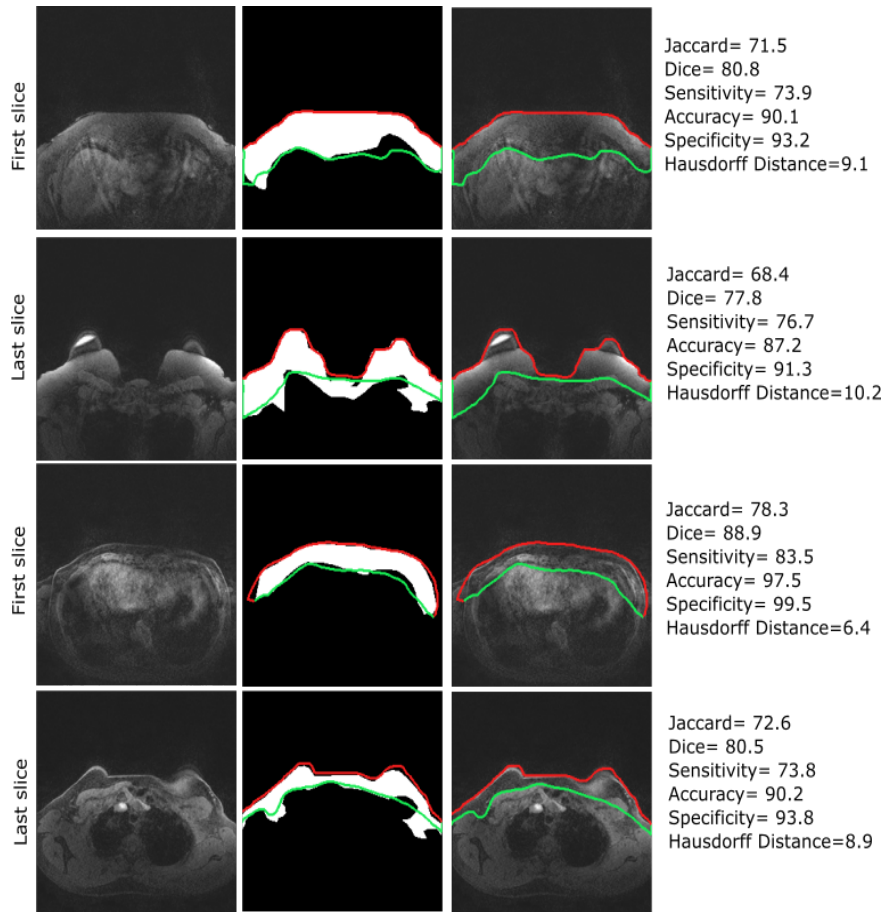 First slice
Jaccard= 71.5
Dice= 80.8
Sensitivity= 73.9
Accuracy= 90.1
Specificity= 93.2
Hausdorff Distance=9.1
Last slice
Jaccard= 68.4
Dice= 77.8
Sensitivity= 76.7
Accuracy= 87.2
Specificity= 91.3
Hausdorff Distance=10.2
First slice
Jaccard= 78.3
Dice= 88.9
Sensitivity= 83.5
Accuracy= 97.5
Specificity= 99.5
Hausdorff Distance=6.4
Last slice
Jaccard= 72.6
Dice= 80.5
Sensitivity= 73.8
Accuracy= 90.2
Specificity= 93.8
Hausdorff Distance=8.9